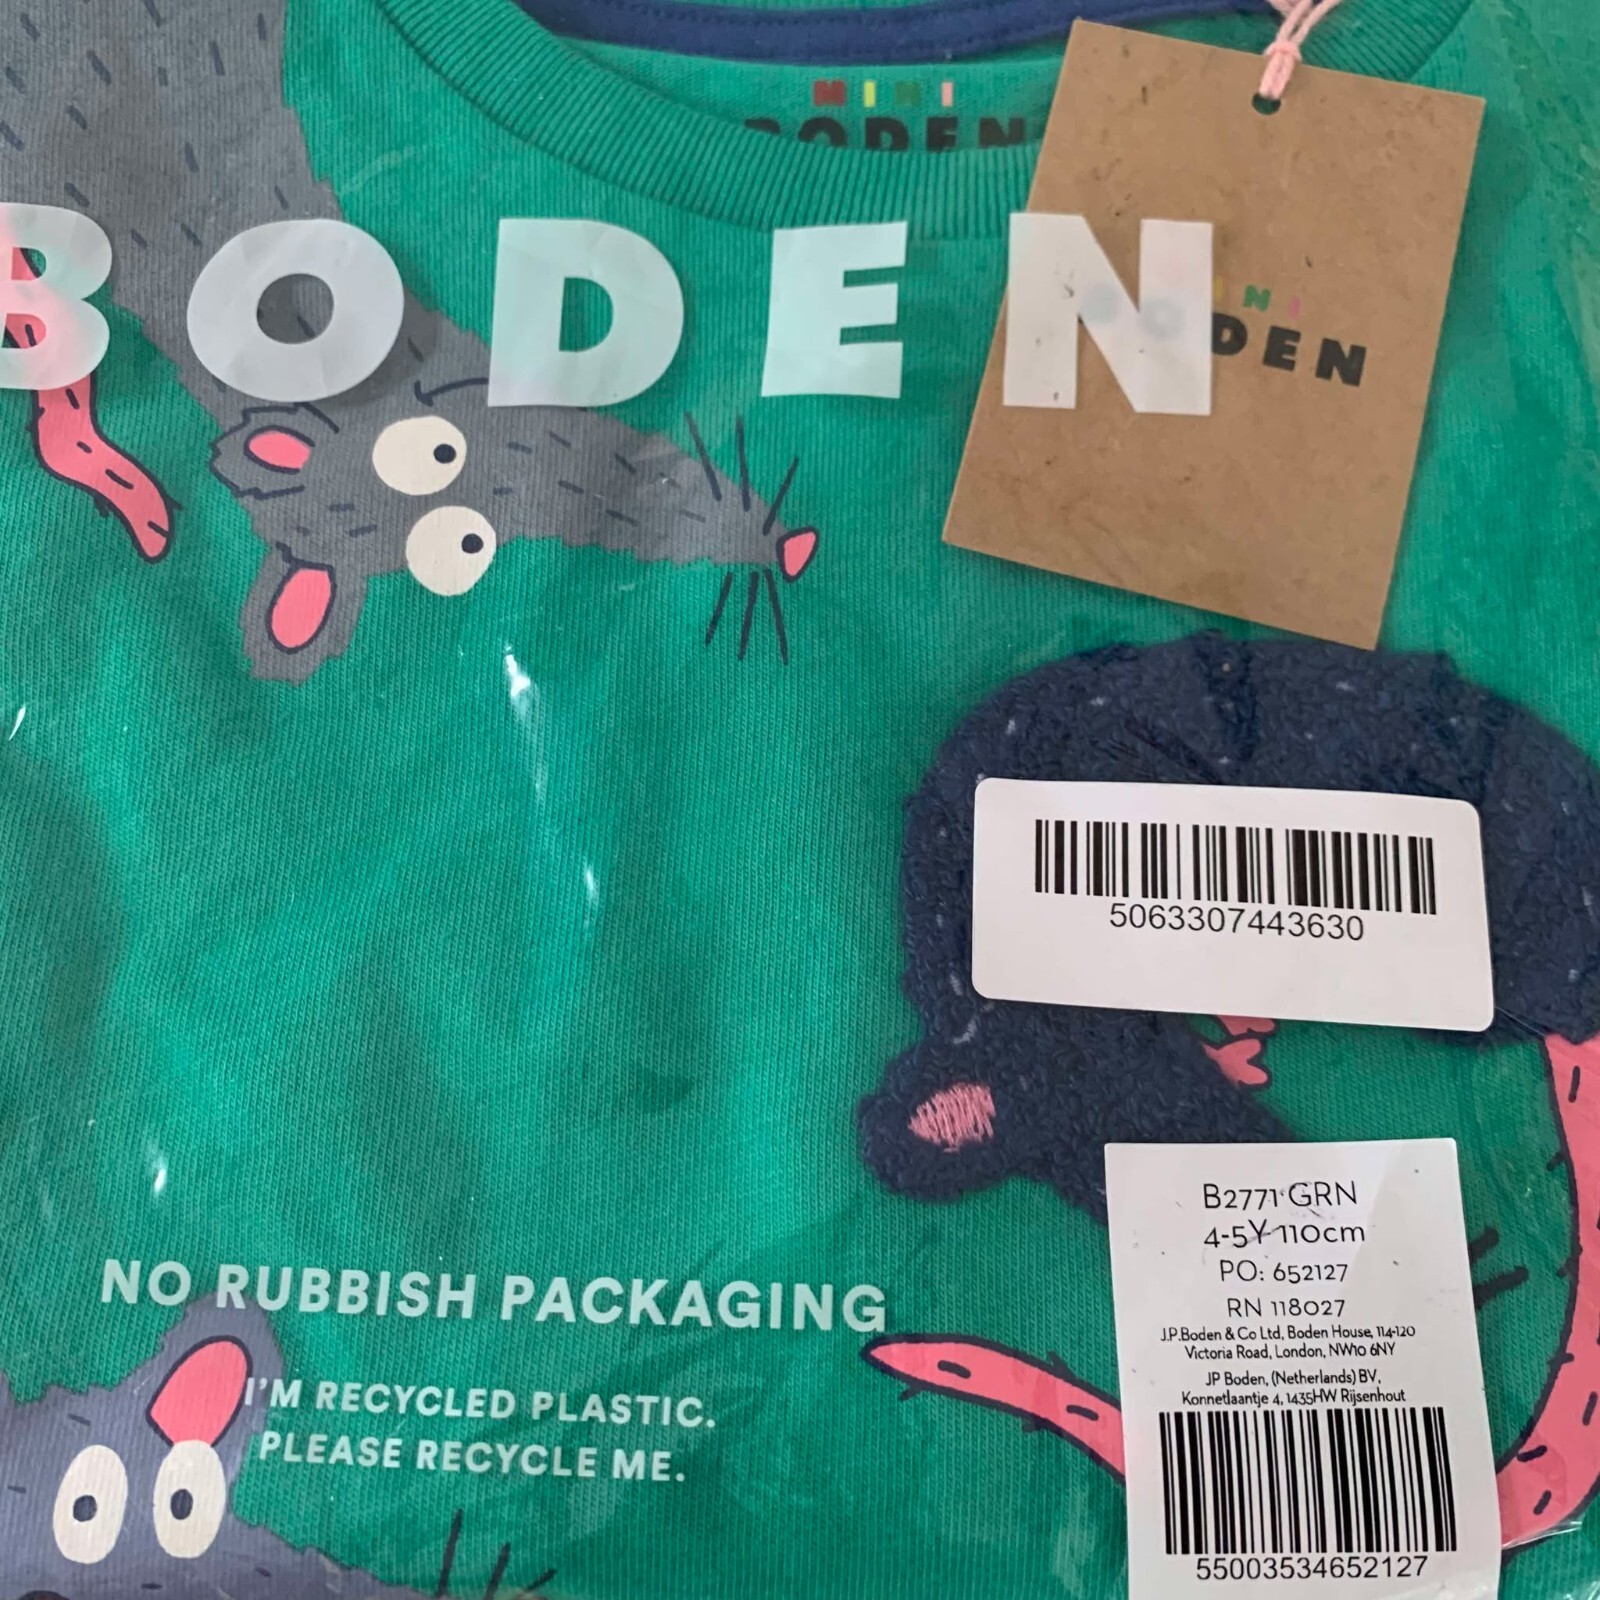 MINI
BODEN
BODEN
MINI
BODEN
5063307443630
B2771 GRN
4-5Y 110cm
PO: 652127
RN 118027
J.P.Boden & Co Ltd, Boden House, 114-120
Victoria Road, London, NW10 6NY
JP Boden, (Netherlands) BV,
Konnetlaantje 4, 1435HW Rijsenhout
55003534652127
NO RUBBISH PACKAGING
I'M RECYCLED PLASTIC.
PLEASE RECYCLE ME.